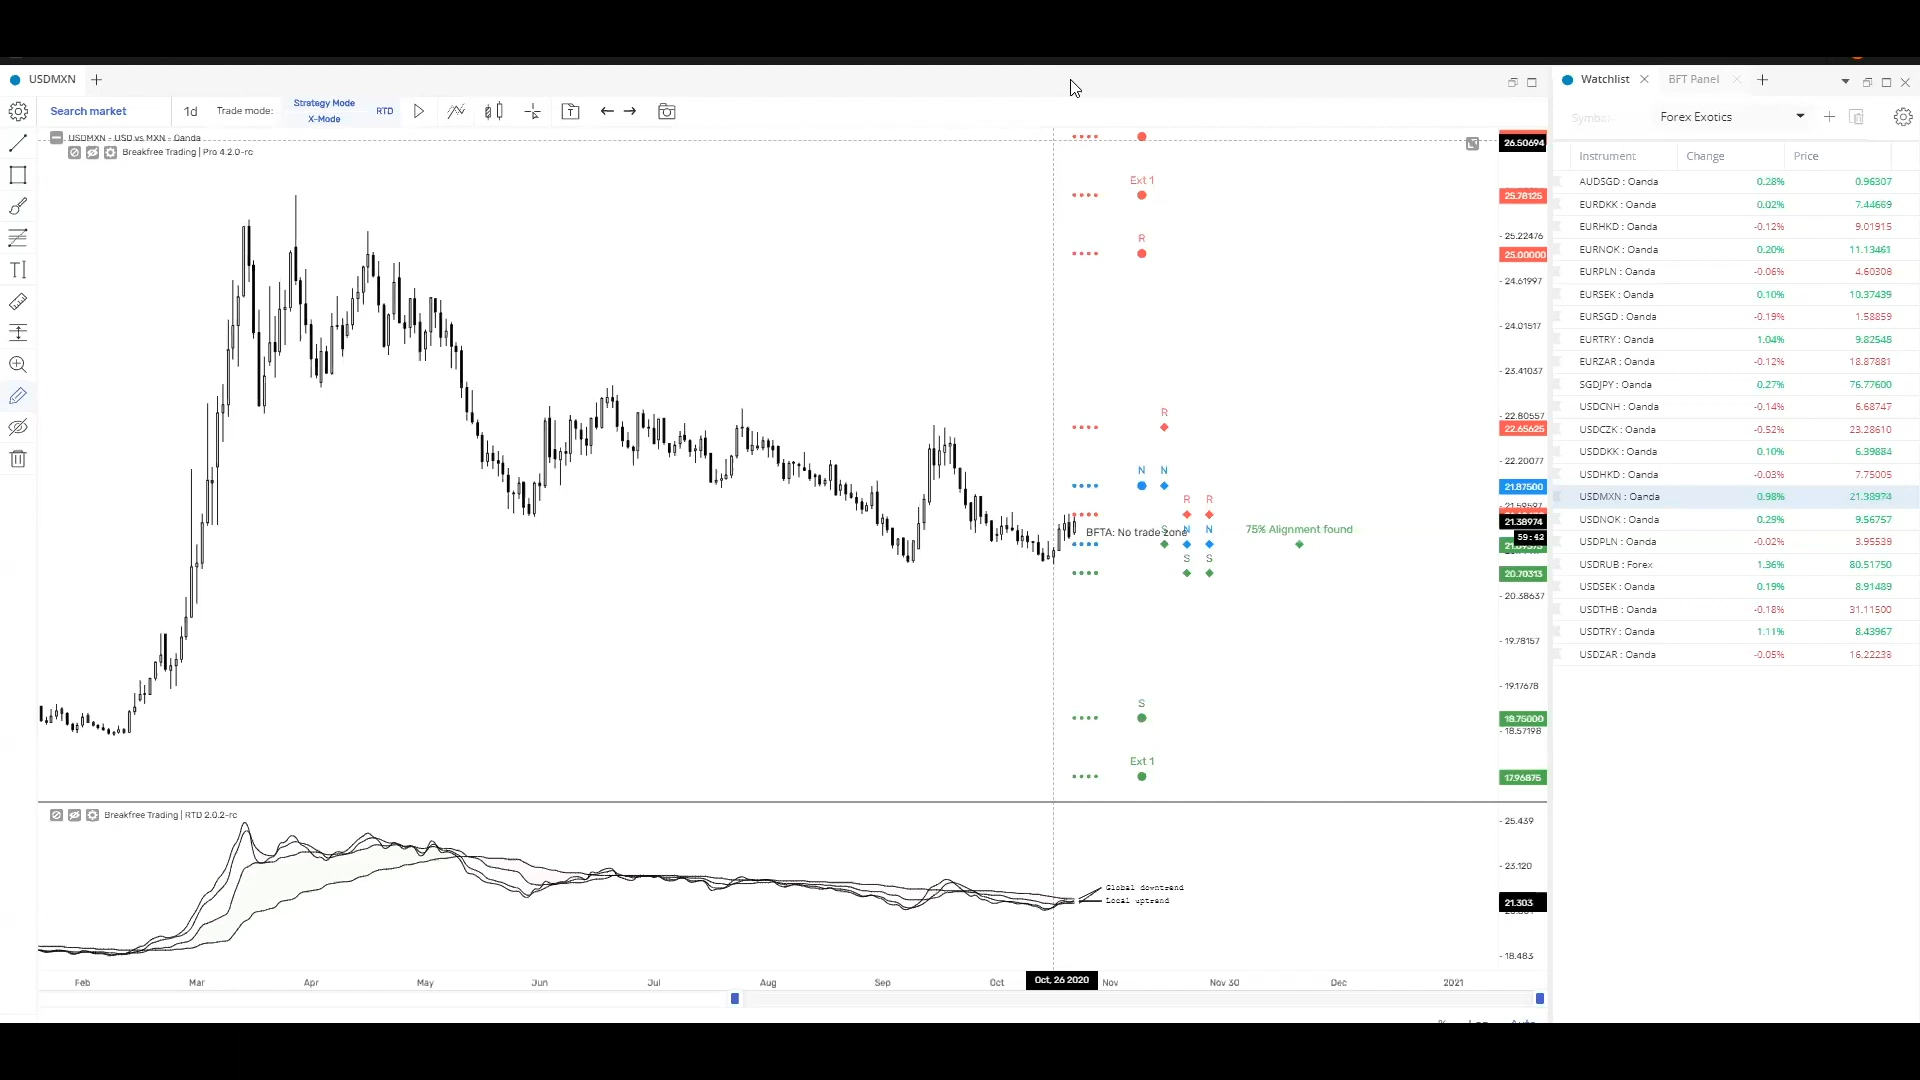 USDMXN
Search market
1d
Trade mode:
Strategy Mode
X-Mode
RTD
USDMXN - USD vs MXN - Oanda
Breakfree Trading | Pro 4.2.0-rc
Ext 1
R
R
N N
R R
BFTA: No trade zone
S N N
75% Alignment found
S S
S
Ext 1
26.50694
25.78125
25.22476
25.00000
24.61997
24.01517
23.41037
22.80557
22.65625
22.20077
21.87500
21.59597
21.38974
59:42
20.70313
20.58637
19.78157
19.17678
18.75000
18.57198
17.96875
Breakfree Trading | RTD 2.0.2-rc
Global downtrend
Local uptrend
25.439
23.120
21.303
18.483
Feb Mar Apr May Jun Jul Aug Sep Oct Oct, 26 2020 Nov Nov 30 Dec 2021
Watchlist
BFT Panel
Forex Exotics
Instrument Change Price
AUDSGD : Oanda 0.28% 0.96307
EURDKK : Oanda 0.02% 7.44669
EURHKD : Oanda -0.12% 9.01915
EURNOK : Oanda 0.20% 11.13461
EURPLN : Oanda -0.06% 4.60308
EURSEK : Oanda 0.10% 10.37439
EURSGD : Oanda -0.19% 1.58859
EURTRY : Oanda 1.04% 9.82548
EURZAR : Oanda -0.12% 18.87881
SGDJPY : Oanda 0.27% 76.77600
USDCNH : Oanda -0.14% 6.68747
USDCZK : Oanda -0.52% 23.28610
USDDKK : Oanda 0.10% 6.39884
USDHKD : Oanda -0.03% 7.75005
USDMXN : Oanda 0.98% 21.38974
USDNOK : Oanda 0.29% 9.56757
USDPLN : Oanda -0.02% 3.95539
USDRUB : Forex 1.36% 80.51750
USDSEK : Oanda 0.19% 8.91489
USDTHB : Oanda -0.18% 31.11500
USDTRY : Oanda 1.11% 8.43967
USDZAR : Oanda -0.05% 16.22238